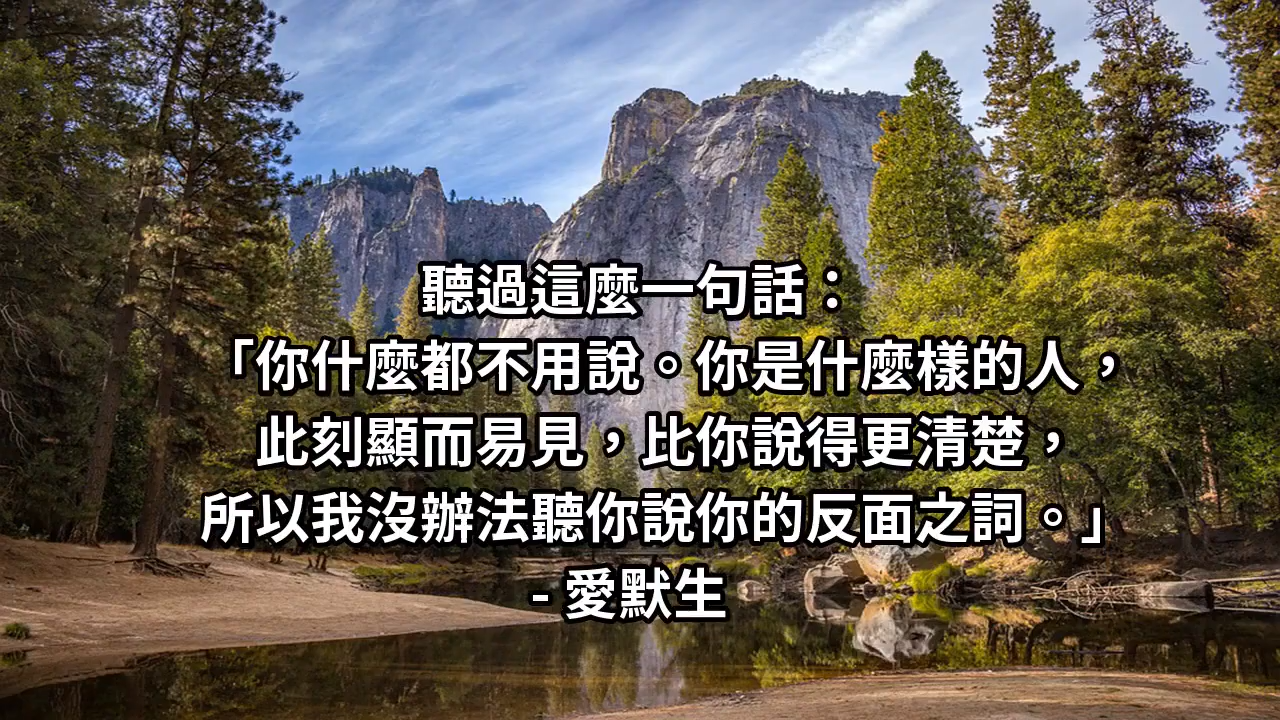 聽過這麼一句話：
「你什麼都不用說。你是什麼樣的人，
此刻顯而易見，比你說得更清楚，
所以我沒辦法聽你說你的反面之詞。」
- 愛默生